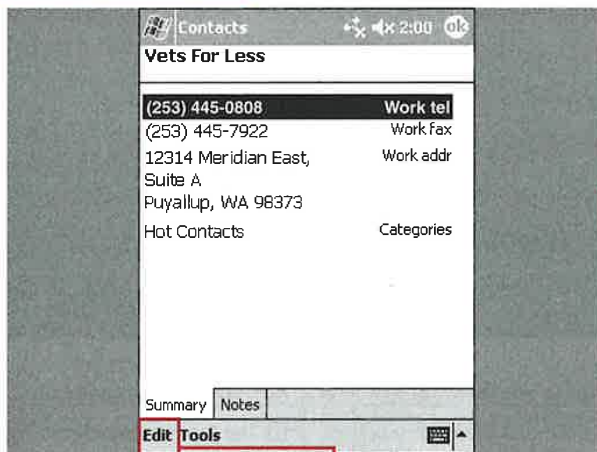 Contacts 2:00 ok
Vets For Less
(253) 445-0808 Work tel
(253) 445-7922 Work fax
12314 Meridian East, Work addr
Suite A
Puyallup, WA 98373
Hot Contacts Categories
Summary Notes
Edit Tools